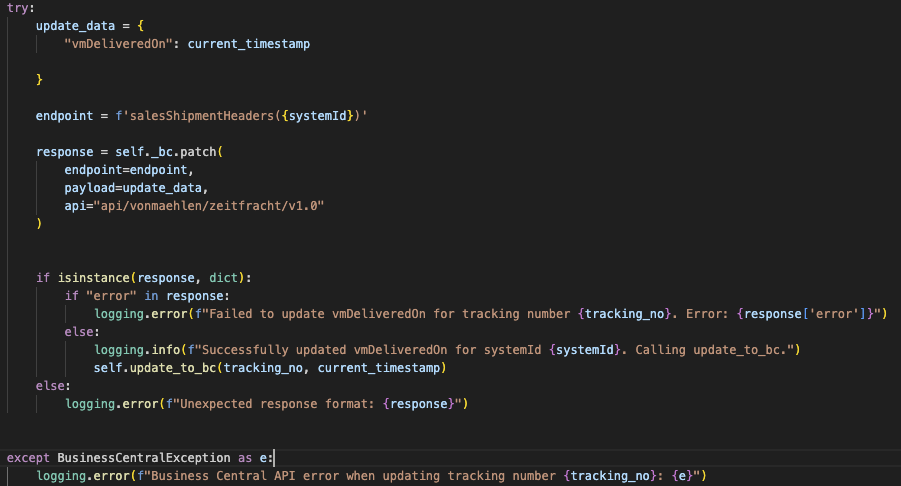 try:
    update_data = {
        "vmDeliveredOn": current_timestamp
    }
    endpoint = f'salesShipmentHeaders({systemId})'
    response = self._bc.patch(
        endpoint=endpoint,
        payload=update_data,
        api="api/vonmaehlen/zeitfracht/v1.0"
    )
    if isinstance(response, dict):
        if "error" in response:
            logging.error(f"Failed to update vmDeliveredOn for tracking number {tracking_no}. Error: {response['error']}")
        else:
            logging.info(f"Successfully updated vmDeliveredOn for systemId {systemId}. Calling update_to_bc.")
            self.update_to_bc(tracking_no, current_timestamp)
    else:
        logging.error(f"Unexpected response format: {response}")
except BusinessCentralException as e:
    logging.error(f"Business Central API error when updating tracking number {tracking_no}: {e}")